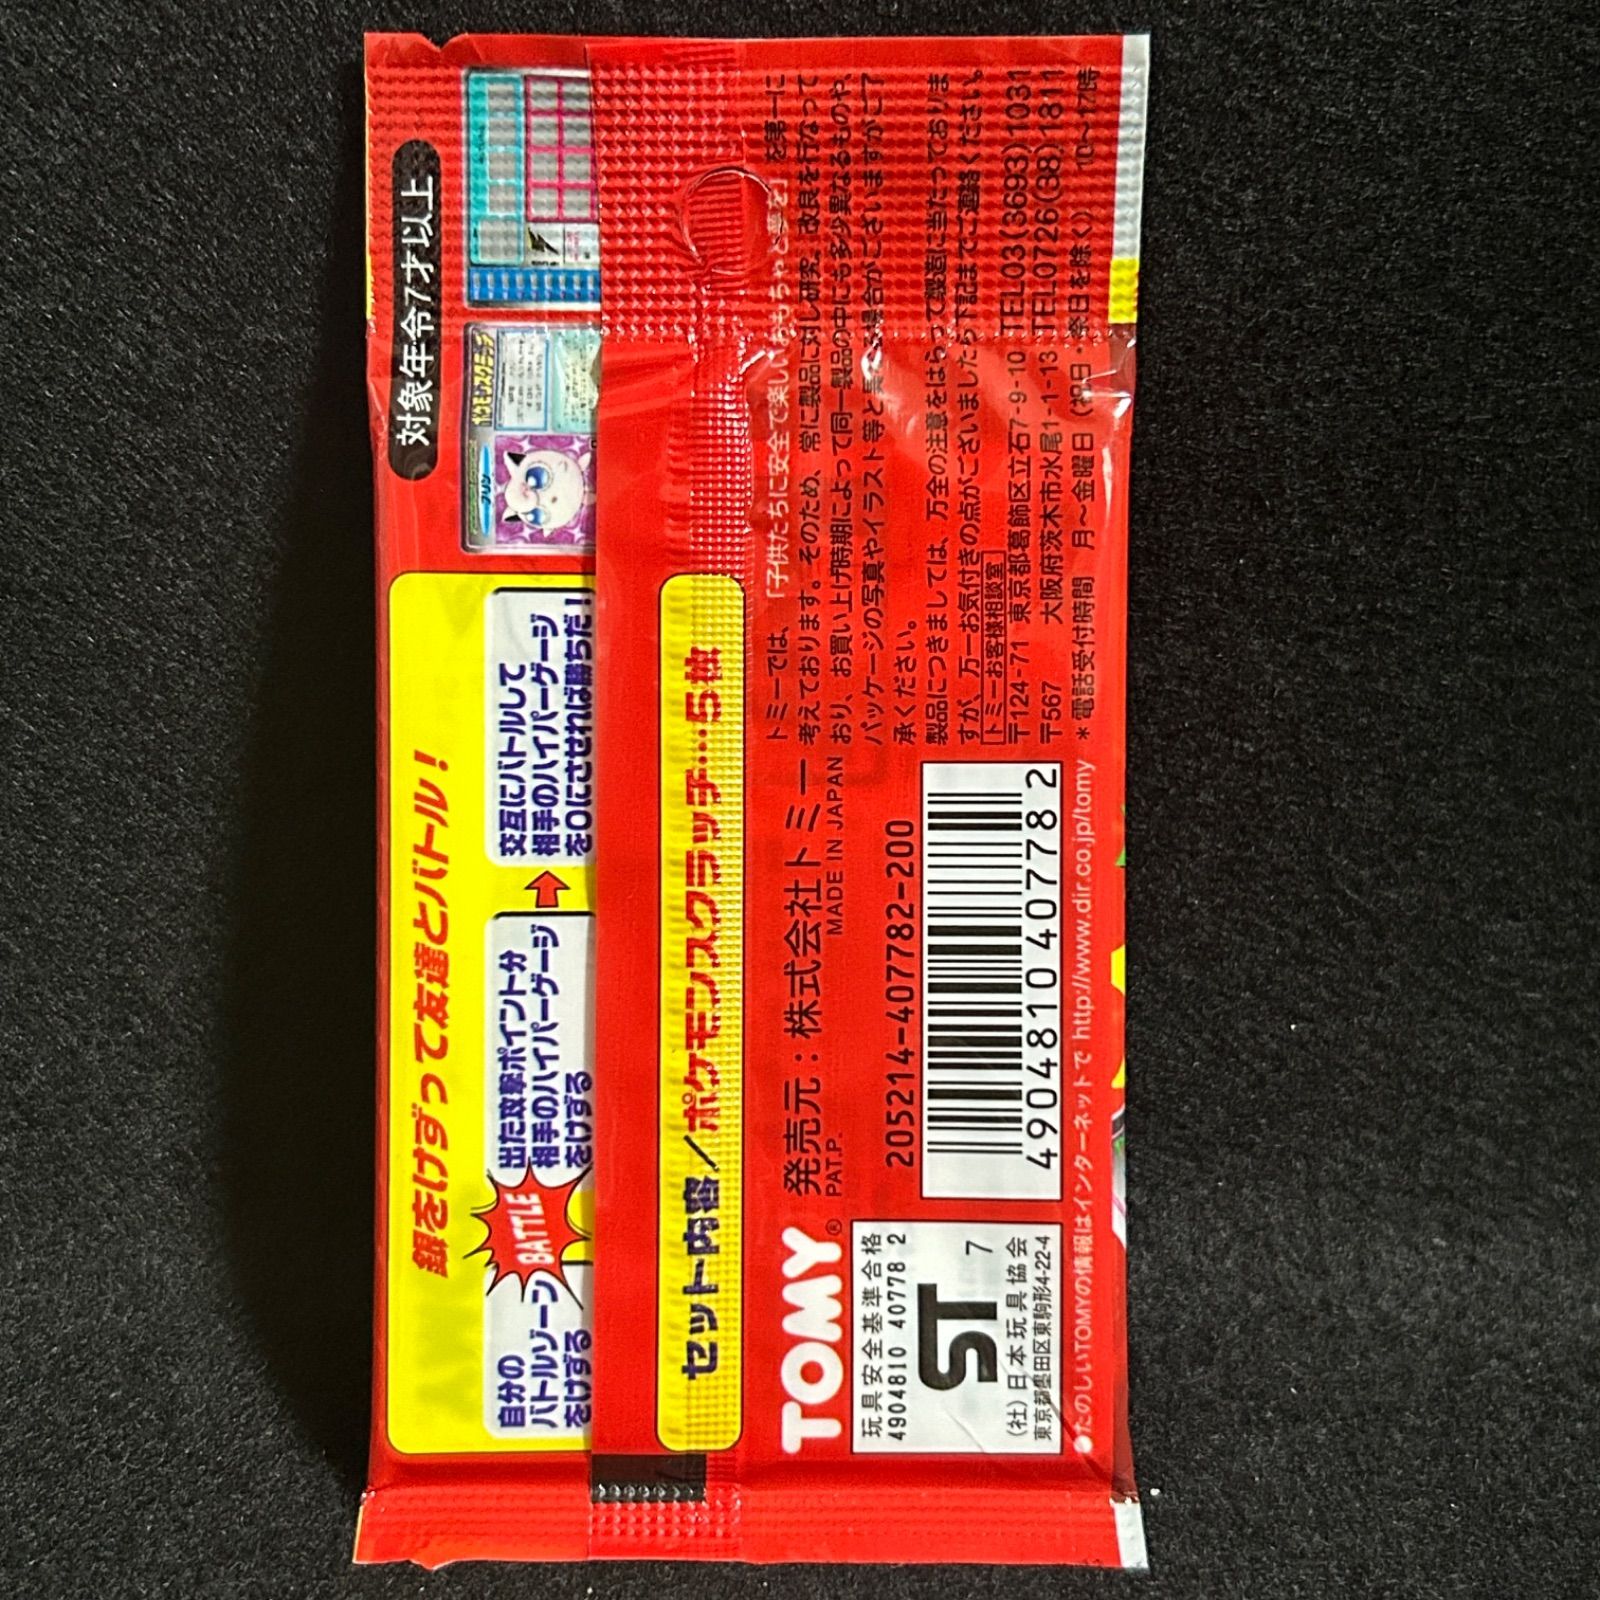 対象年令7才以上
ポケモンスクラッチ
プリン
銀をけずって友達とバトル!
自分の
バトルゾーン
をけずる
BATTLE
出た攻撃ポイント分
相手のハイパーゲージ
をけずる
交互にバトルして
相手のハイパーゲージ
を0にさせれば勝ちだ!
セット内容/ポケモンスクラッチ…5枚
TOMY®
発売元:株式会社トミー
PAT.P.
MADE IN JAPAN
トミーでは、「子供たちに安全で楽しいおもちゃと夢を」を第一に
考えております。そのため、常に製品に対し研究、改良を行なって
おり、お買い上げ時期によって同一製品の中にも多少異なるものや、
パッケージの写真やイラスト等と異なる場合がございますがご了
承ください。
製品につきましては、万全の注意をはらって製造に当たっておりま
すが、万一お気付きの点がございましたら下記までご連絡ください。
トミーお客様相談室
〒124-71 東京都葛飾区立石7-9-10 TEL03(3693)1031
〒567 大阪府茨木市水尾1-1-13 TEL0726(38)1811
*電話受付時間 月〜金曜日(祝日・祭日を除く) 10〜17時
205214-407782-200
4904810407782
玩具安全基準合格
4904810 40778 2
ST
7
(社)日本玩具協会
東京都墨田区東駒形4-22-4
●たのしいTOMYの情報はインターネットで http://www.dir.co.jp/tomy